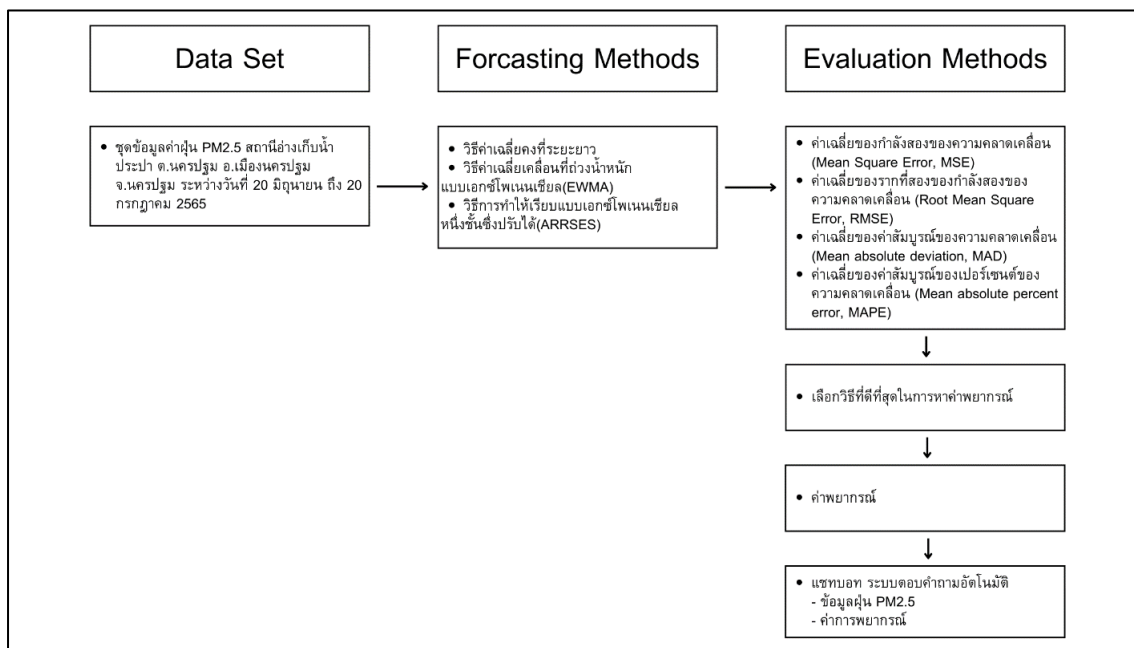 Data Set
Forcasting Methods
Evaluation Methods
• ชุดข้อมูลค่าฝุ่น PM2.5 สถานีอ่างเก็บน้ำ
ประปา ต.นครปฐม อ.เมืองนครปฐม
จ.นครปฐม ระหว่างวันที่ 20 มิถุนายน ถึง 20
กรกฎาคม 2565
• วิธีค่าเฉลี่ยคงที่ระยะยาว
• วิธีค่าเฉลี่ยเคลื่อนที่ถ่วงน้ำหนัก
แบบเอกซ์โพเนนเชียล(EWMA)
• วิธีการทำให้เรียบแบบเอกซ์โพเนนเชียล
หนึ่งชั้นซึ่งปรับได้(ARRSES)
• ค่าเฉลี่ยของกำลังสองของความคลาดเคลื่อน
(Mean Square Error, MSE)
• ค่าเฉลี่ยของรากที่สองของกำลังสองของ
ความคลาดเคลื่อน (Root Mean Square
Error, RMSE)
• ค่าเฉลี่ยของค่าสัมบูรณ์ของความคลาดเคลื่อน
(Mean absolute deviation, MAD)
• ค่าเฉลี่ยของค่าสัมบูรณ์ของเปอร์เซนต์ของ
ความคลาดเคลื่อน (Mean absolute percent
error, MAPE)
• เลือกวิธีที่ดีที่สุดในการหาค่าพยากรณ์
• ค่าพยากรณ์
• แชทบอท ระบบตอบคำถามอัตโนมัติ
- ข้อมูลฝุ่น PM2.5
- ค่าการพยากรณ์